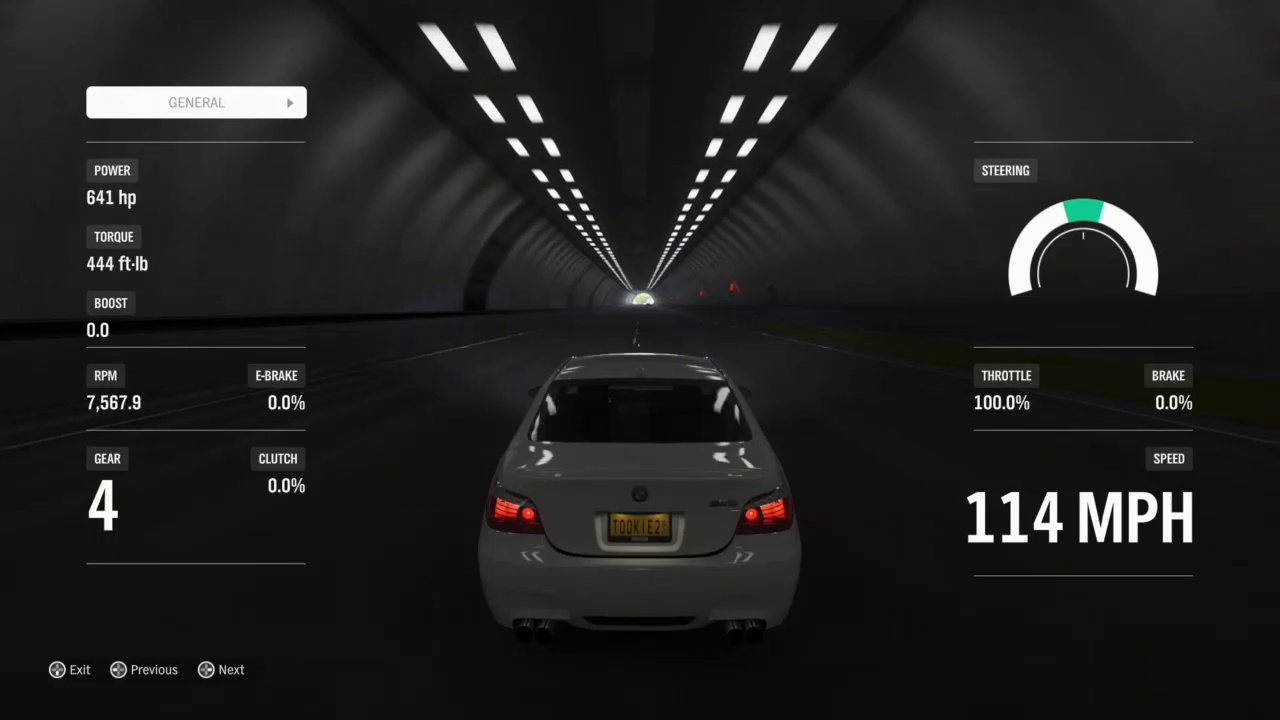 GENERAL
POWER
641 hp
TORQUE
444 ft·lb
BOOST
0.0
RPM
E-BRAKE
7,567.9
0.0%
GEAR
CLUTCH
4
0.0%
STEERING
THROTTLE
BRAKE
100.0%
0.0%
SPEED
114 MPH
TOOKIE2
Exit
Previous
Next